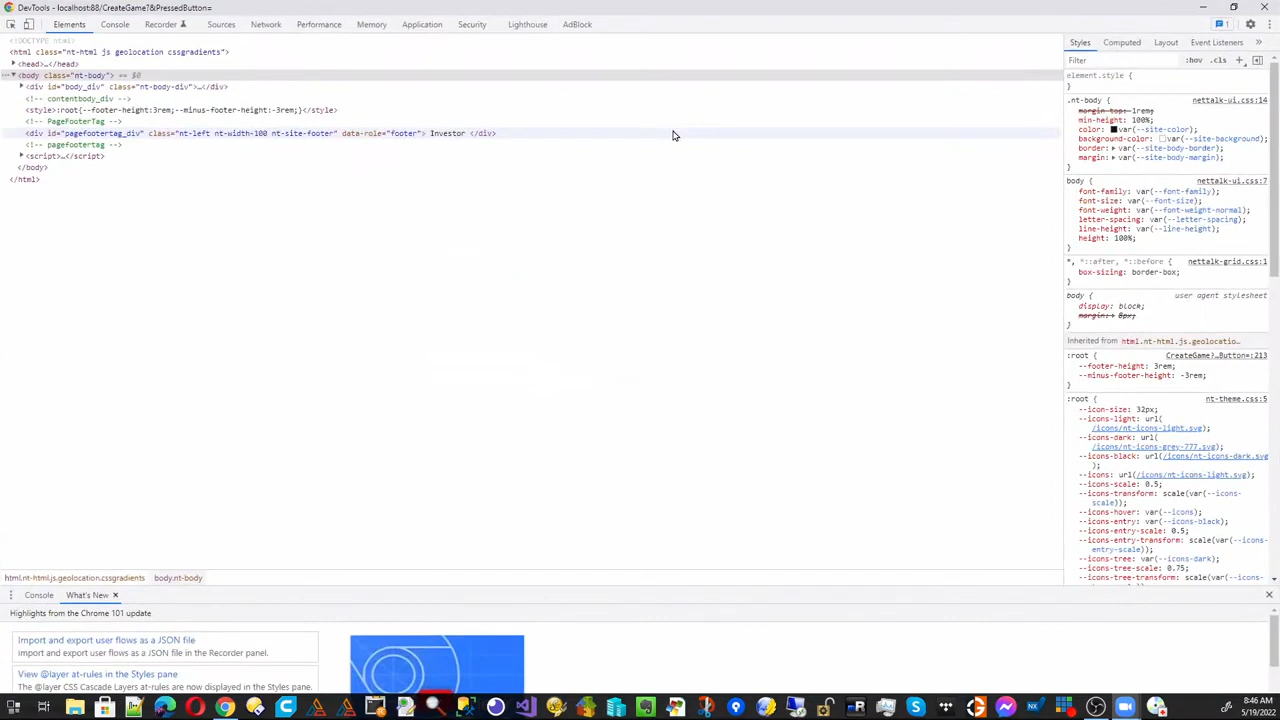 DevTools - localhost:88/CreateGame?&PressedButton=
Elements Console Recorder Sources Network Performance Memory Application Security Lighthouse AdBlock 1
<!DOCTYPE html>
<html class="nt-html js geolocation cssgradients">
<head>…</head>
<body class="nt-body"> == $0
<div id="body_div" class="nt-body-div">…</div>
<!-- contentbody_div -->
<style>:root{--footer-height:3rem;--minus-footer-height:-3rem;}</style>
<!-- PageFooterTag -->
<div id="pagefootertag_div" class="nt-left nt-width-100 nt-site-footer" data-role="footer"> Investor </div>
<!-- pagefootertag -->
<script>…</script>
</body>
</html>
Styles Computed Layout Event Listeners
Filter :hov .cls
element.style {
}
.nt-body { nettalk-ui.css:14
margin-top: 1rem;
min-height: 100%;
color: var(--site-color);
background-color: var(--site-background);
border: var(--site-body-border);
margin: var(--site-body-margin);
}
body { nettalk-ui.css:7
font-family: var(--font-family);
font-size: var(--font-size);
font-weight: var(--font-weight-normal);
letter-spacing: var(--letter-spacing);
line-height: var(--line-height);
height: 100%;
}
*, *::after, *::before { nettalk-grid.css:1
box-sizing: border-box;
}
body { user agent stylesheet
display: block;
margin: 8px;
}
Inherited from html.nt-html.js.geolocatio…
:root { CreateGame?…Button=:213
--footer-height: 3rem;
--minus-footer-height: -3rem;
}
:root { nt-theme.css:5
--icon-size: 32px;
--icons-light: url(
/icons/nt-icons-light.svg);
--icons-dark: url(
/icons/nt-icons-grey-777.svg);
--icons-black: url(/icons/nt-icons-dark.svg
);
--icons: url(/icons/nt-icons-light.svg);
--icons-scale: 0.5;
--icons-transform: scale(var(--icons-
scale));
--icons-hover: var(--icons);
--icons-entry: var(--icons-black);
--icons-entry-scale: 0.5;
--icons-entry-transform: scale(var(--icons-
entry-scale));
--icons-tree: var(--icons-dark);
--icons-tree-scale: 0.75;
--icons-tree-transform: scale(var(--icons-
html.nt-html.js.geolocation.cssgradients body.nt-body
Console What's New
Highlights from the Chrome 101 update
Import and export user flows as a JSON file
import and export user flows as a JSON file in the Recorder panel.
View @layer at-rules in the Styles pane
The @layer CSS Cascade Layers at-rules are now displayed in the Styles pane.
8:46 AM
5/19/2022